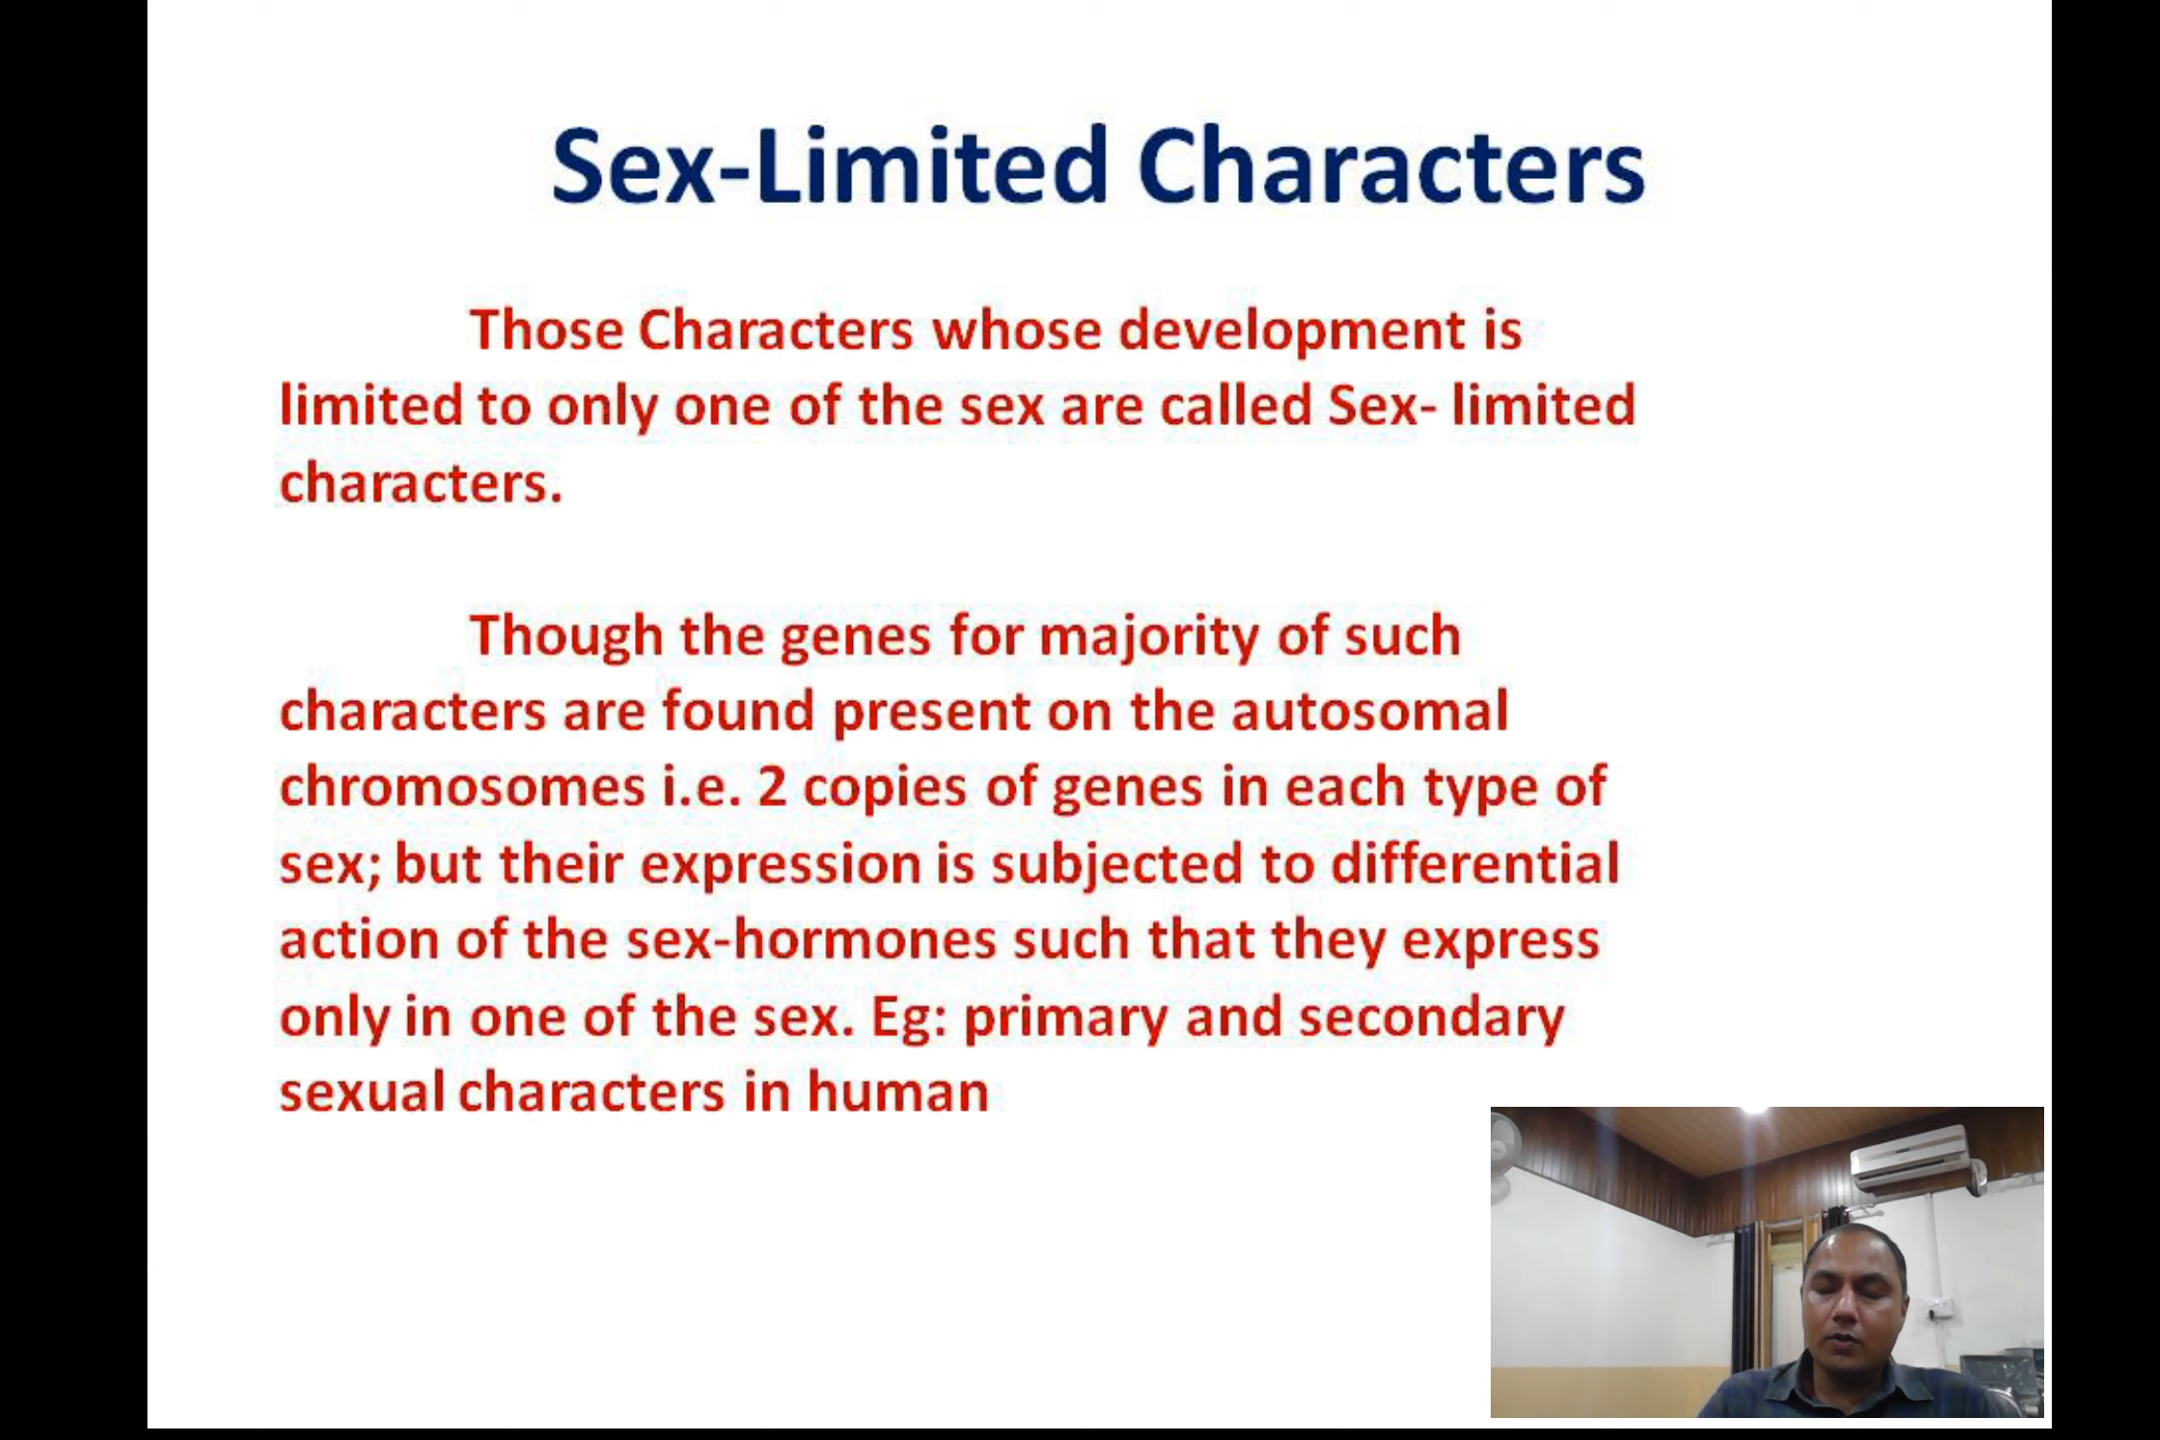 Sex-Limited Characters
Those Characters whose development is
limited to only one of the sex are called Sex- limited
characters.
Though the genes for majority of such
characters are found present on the autosomal
chromosomes i.e. 2 copies of genes in each type of
sex; but their expression is subjected to differential
action of the sex-hormones such that they express
only in one of the sex. Eg: primary and secondary
sexual characters in human